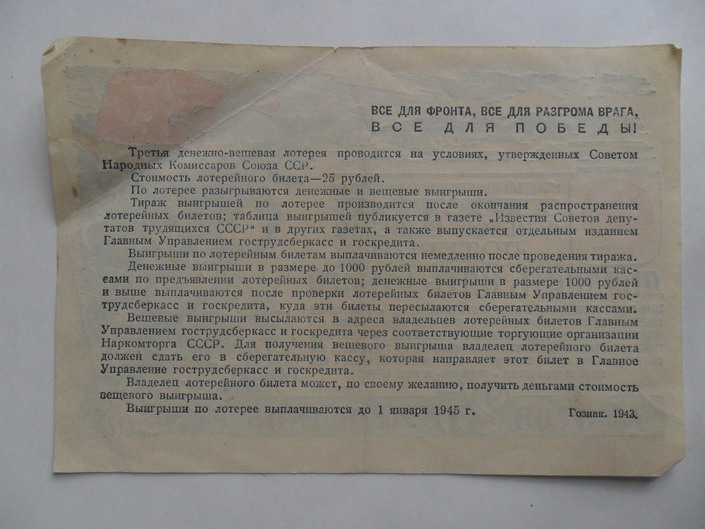 ВСЕ ДЛЯ ФРОНТА, ВСЕ ДЛЯ РАЗГРОМА ВРАГА,
ВСЕ ДЛЯ ПОБЕДЫ!
Третья денежно-вещевая лотерея проводится на условиях, утвержденных Советом
Народных Комиссаров Союза ССР.
Стоимость лотерейного билета—25 рублей.
По лотерее разыгрываются денежные и вещевые выигрыши.
Тираж выигрышей по лотерее производится после окончания распространения
лотерейных билетов; таблица выигрышей публикуется в газете „Известия Советов депу-
татов трудящихся СССР“ и в других газетах, а также выпускается отдельным изданием
Главным Управлением гострудсберкасс и госкредита.
Выигрыши по лотерейным билетам выплачиваются немедленно после проведения тиража.
Денежные выигрыши в размере до 1000 рублей выплачиваются сберегательными кас-
сами по предъявлении лотерейных билетов; денежные выигрыши в размере 1000 рублей
и выше выплачиваются после проверки лотерейных билетов Главным Управлением гос-
трудсберкасс и госкредита, куда эти билеты пересылаются сберегательными кассами.
Вещевые выигрыши высылаются в адреса владельцев лотерейных билетов Главным
Управлением гострудсберкасс и госкредита через соответствующие торгующие организации
Наркомторга СССР. Для получения вещевого выигрыша владелец лотерейного билета
должен сдать его в сберегательную кассу, которая направляет этот билет в Главное
Управление гострудсберкасс и госкредита.
Владелец лотерейного билета может, по своему желанию, получить деньгами стоимость
вещевого выигрыша.
Выигрыши по лотерее выплачиваются до 1 января 1945 г. Гознак. 1943.